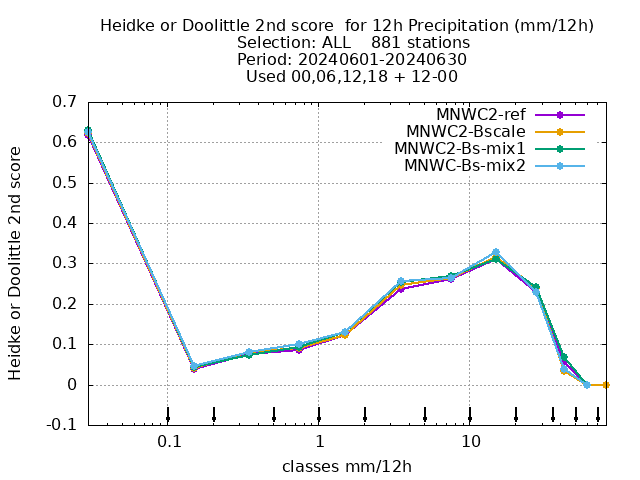 Heidke or Doolittle 2nd score  for 12h Precipitation (mm/12h)
Selection: ALL    881 stations
Period: 20240601-20240630
Used 00,06,12,18 + 12-00
MNWC2-ref
MNWC2-Bscale
MNWC2-Bs-mix1
MNWC-Bs-mix2
Heidke or Doolittle 2nd score
0.7
0.6
0.5
0.4
0.3
0.2
0.1
0
-0.1
0.1 1 10
classes mm/12h